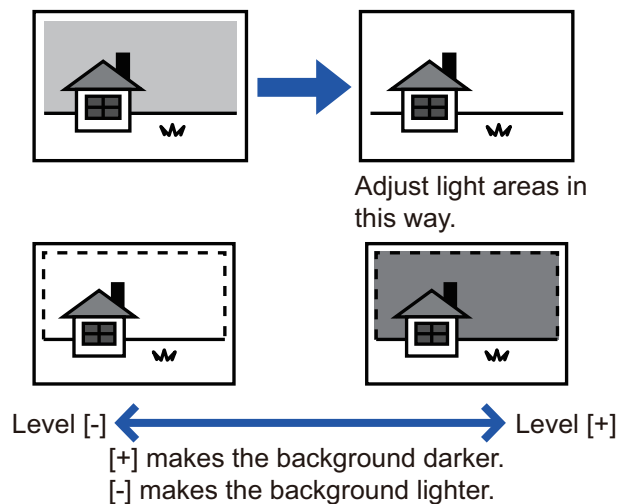 Adjust light areas in
this way.
Level [-]
Level [+]
[+] makes the background darker.
[-] makes the background lighter.